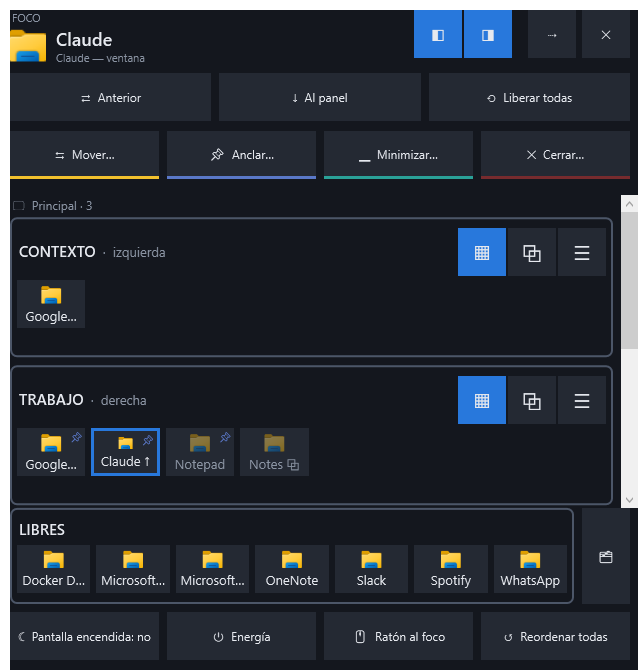 FOCO
Claude
Claude — ventana
Anterior
Al panel
Liberar todas
Mover...
Anclar...
Minimizar...
Cerrar...
Principal · 3
CONTEXTO · izquierda
Google...
TRABAJO · derecha
Google...
Claude ↑
Notepad
Notes
LIBRES
Docker D...
Microsoft...
Microsoft...
OneNote
Slack
Spotify
WhatsApp
Pantalla encendida: no
Energía
Ratón al foco
Reordenar todas